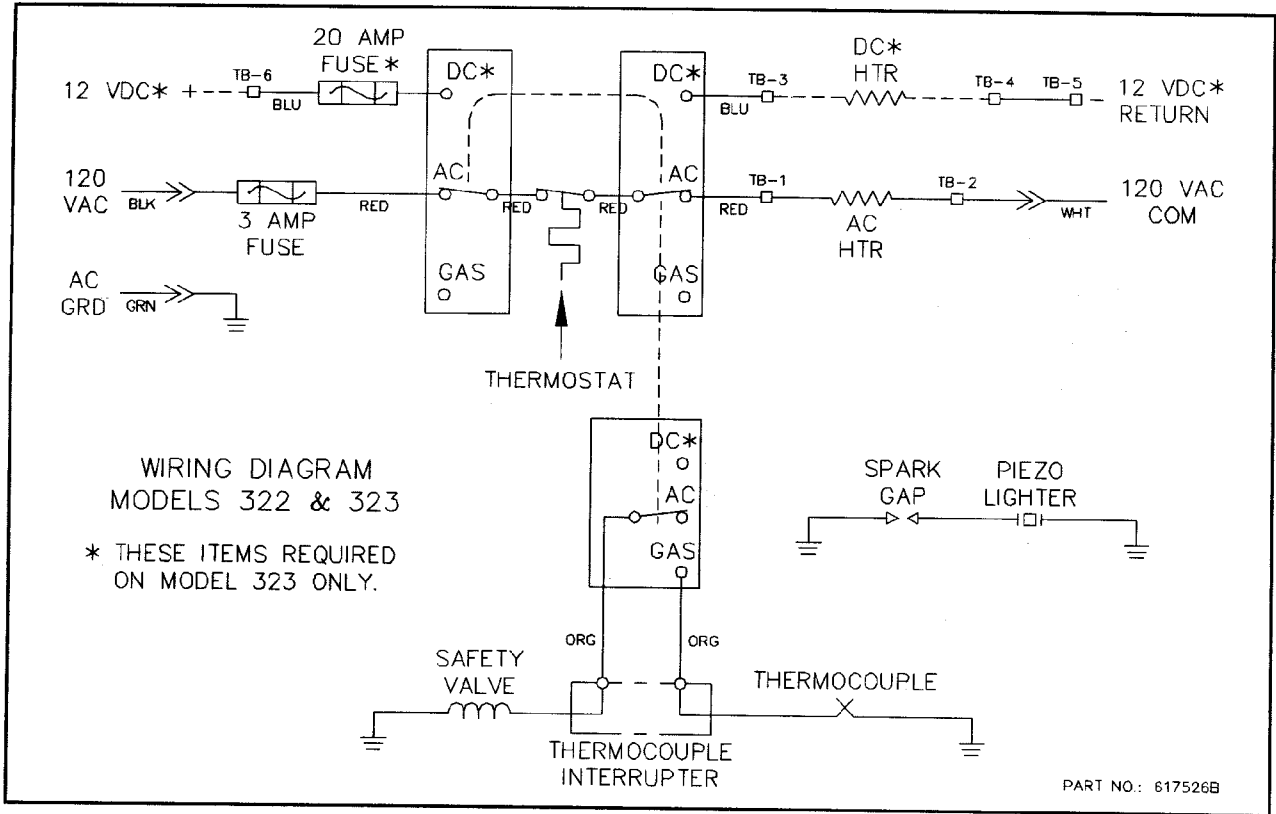 20 AMP
FUSE*
12 VDC* +
TB-6
BLU
DC*
DC*
BLU
TB-3
DC*
HTR
TB-4
TB-5
12 VDC*
RETURN
120
VAC
BLK
3 AMP
FUSE
RED
AC
RED
RED
AC
RED
TB-1
AC
HTR
TB-2
WHT
120 VAC
COM
AC
GRD
GRN
GAS
GAS
THERMOSTAT
WIRING DIAGRAM
MODELS 322 & 323
* THESE ITEMS REQUIRED
ON MODEL 323 ONLY.
DC*
AC
GAS
SPARK
GAP
PIEZO
LIGHTER
ORG
ORG
SAFETY
VALVE
THERMOCOUPLE
THERMOCOUPLE
INTERRUPTER
PART NO.: 617526B